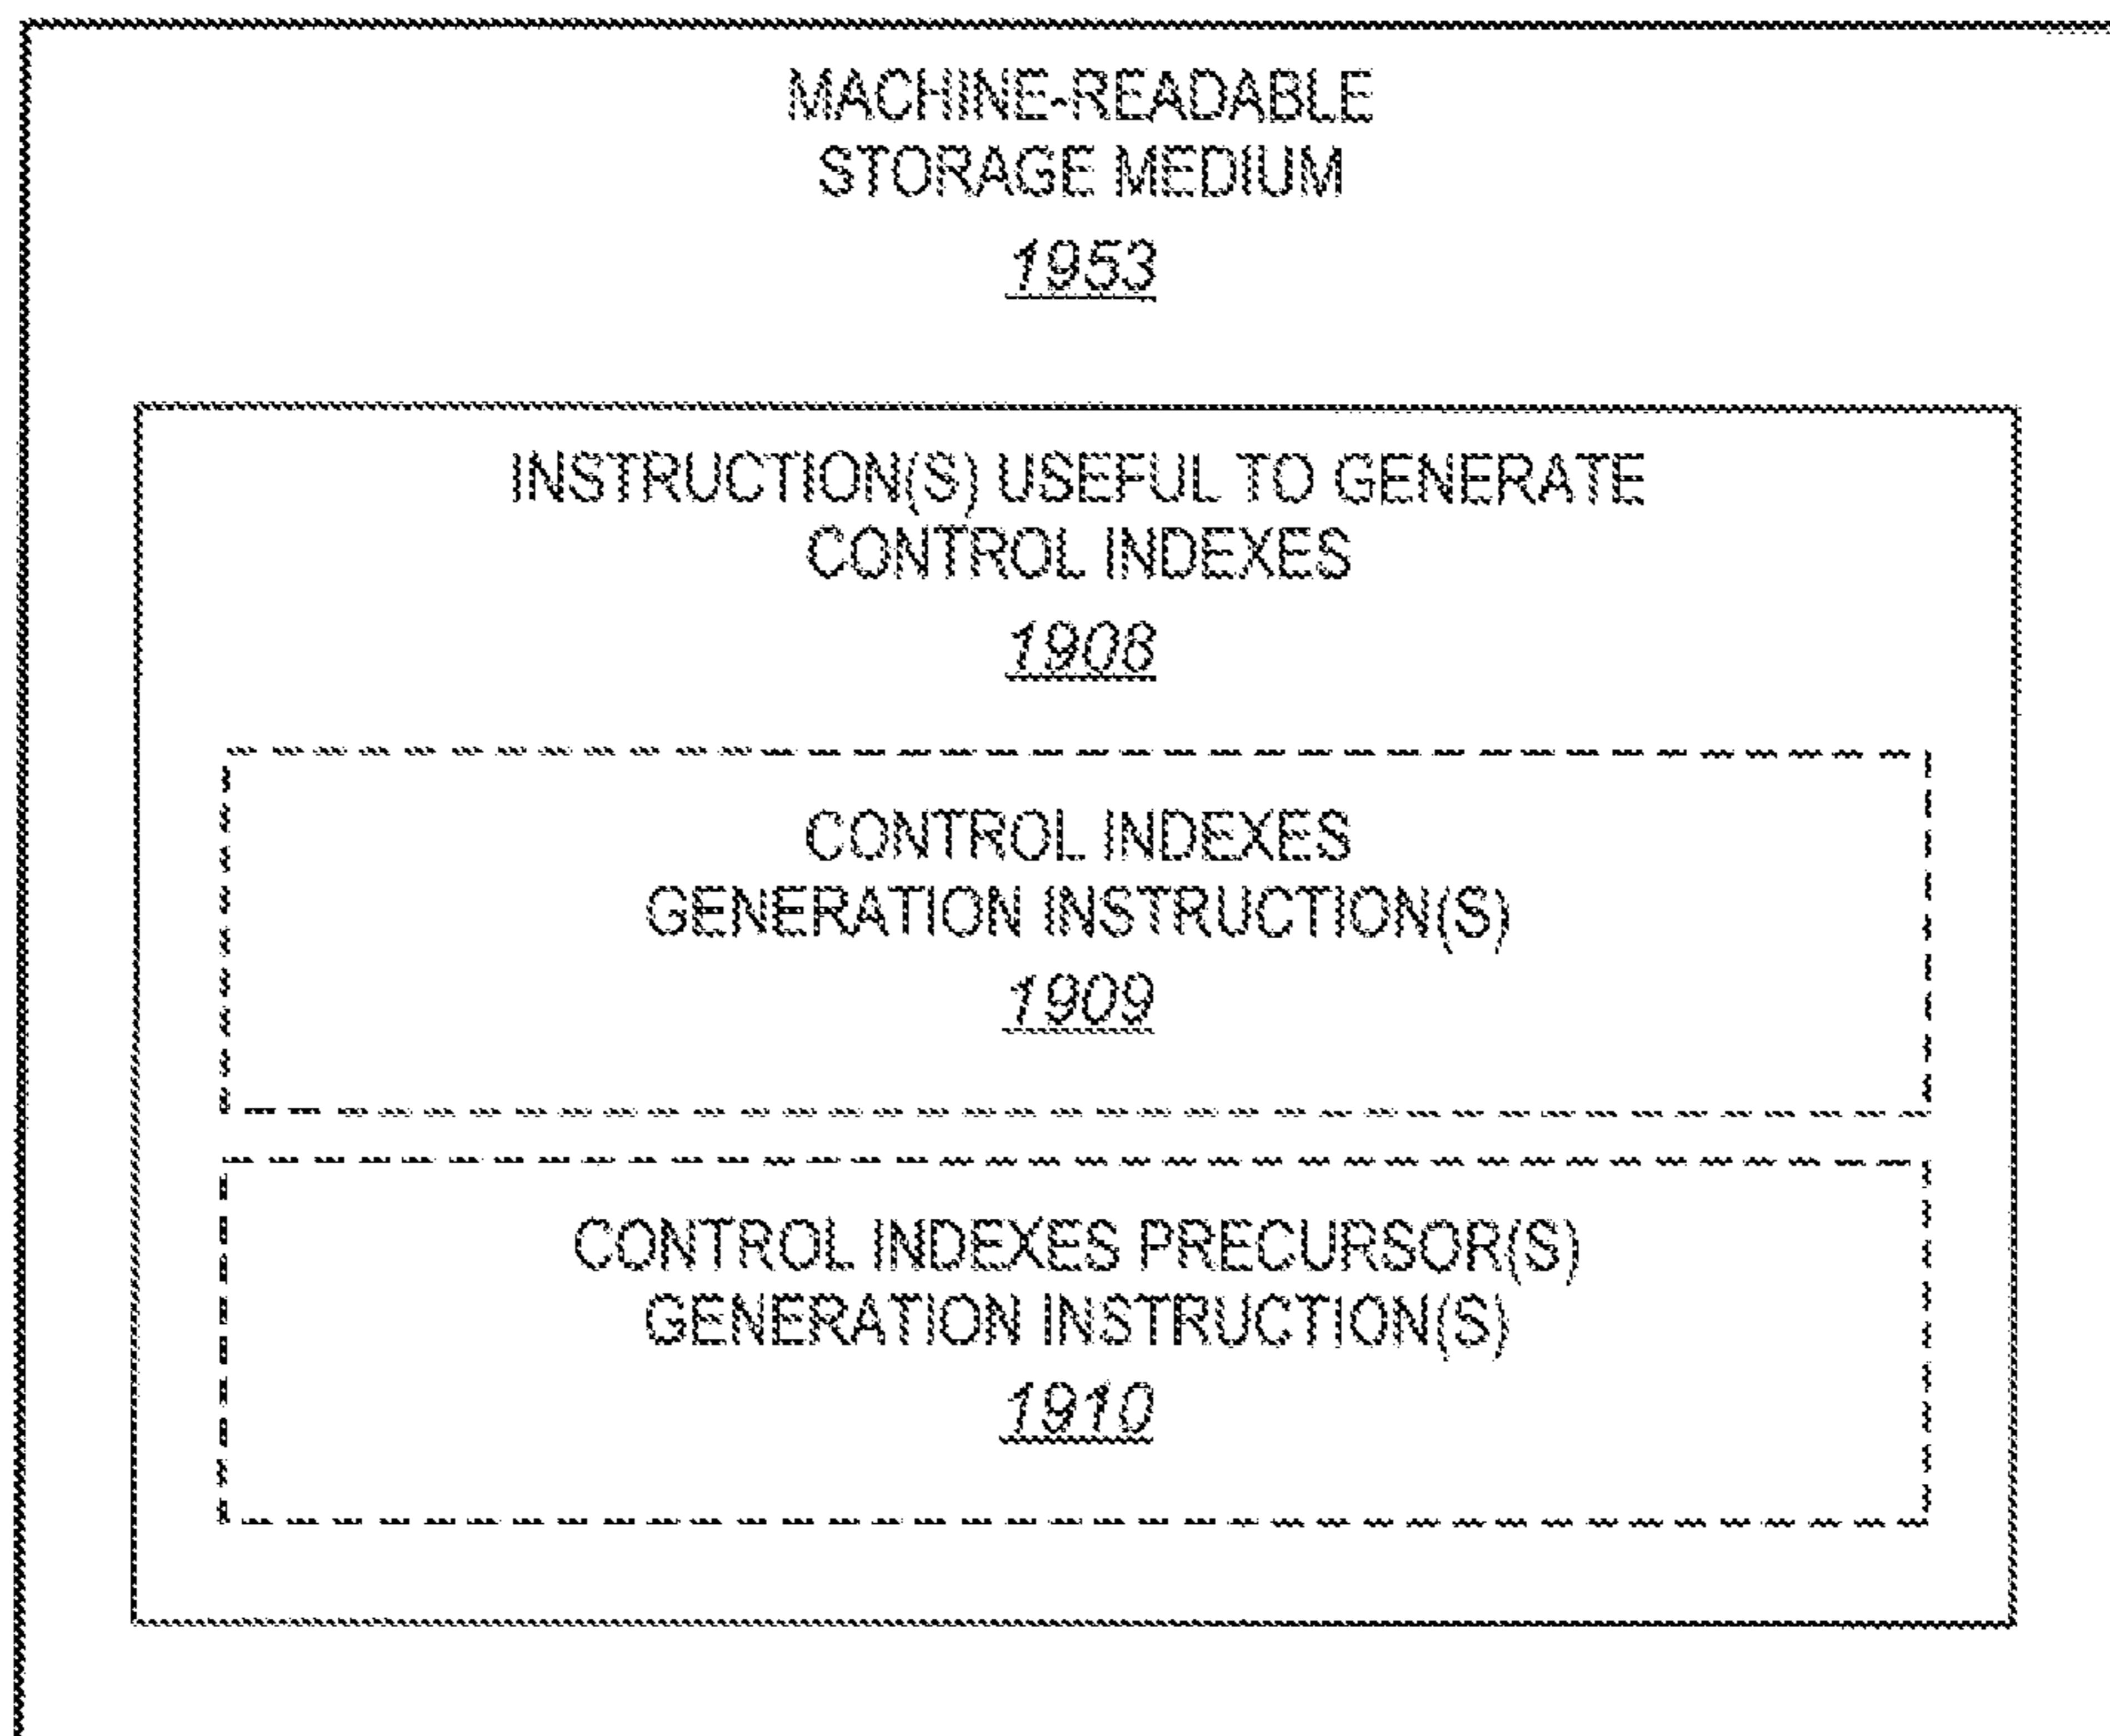 MACHINE-READABLE
STORAGE MEDIUM
1953
INSTRUCTION(S) USEFUL TO GENERATE
CONTROL INDEXES
1908
CONTROL INDEXES
GENERATION INSTRUCTION(S)
1909
CONTROL INDEXES PRECURSOR(S)
GENERATION INSTRUCTION(S)
1910